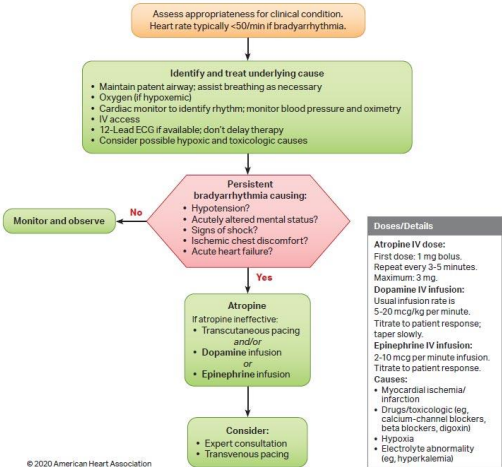 Assess appropriateness for clinical condition.
Heart rate typically <50/min if bradyarrhythmia.
Identify and treat underlying cause
• Maintain patent airway; assist breathing as necessary
• Oxygen (if hypoxemic)
• Cardiac monitor to identify rhythm; monitor blood pressure and oximetry
• IV access
• 12-Lead ECG if available; don't delay therapy
• Consider possible hypoxic and toxicologic causes
Persistent
bradyarrhythmia causing:
• Hypotension?
• Acutely altered mental status?
• Signs of shock?
• Ischemic chest discomfort?
• Acute heart failure?
No
Monitor and observe
Yes
Atropine
If atropine ineffective:
• Transcutaneous pacing
and/or
• Dopamine infusion
or
• Epinephrine infusion
Consider:
• Expert consultation
• Transvenous pacing
Doses/Details
Atropine IV dose:
First dose: 1 mg bolus.
Repeat every 3-5 minutes.
Maximum: 3 mg.
Dopamine IV infusion:
Usual infusion rate is
5-20 mcg/kg per minute.
Titrate to patient response;
taper slowly.
Epinephrine IV infusion:
2-10 mcg per minute infusion.
Titrate to patient response.
Causes:
• Myocardial ischemia/
infarction
• Drugs/toxicologic (eg,
calcium-channel blockers,
beta blockers, digoxin)
• Hypoxia
• Electrolyte abnormality
(eg, hyperkalemia)
© 2020 American Heart Association